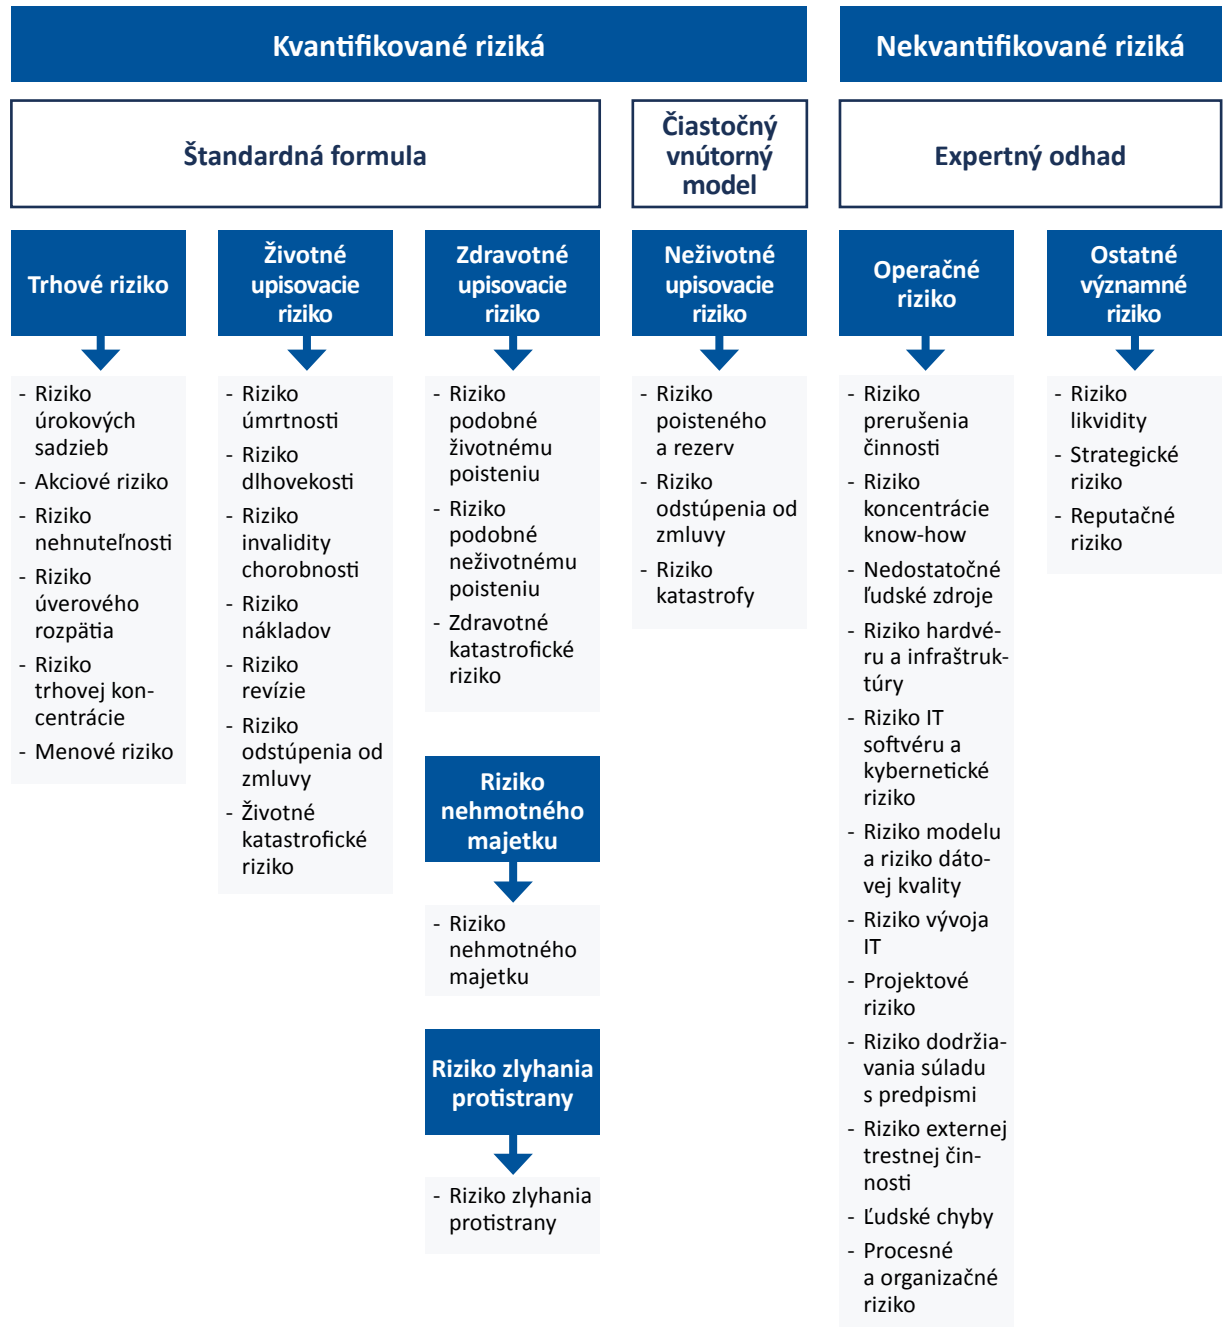 Kvantifikované riziká
Nekvantifikované riziká
Štandardná formula
Čiastočný
vnútorný
model
Expertný odhad
Trhové riziko
- Riziko
úrokových
sadzieb
- Akciové riziko
- Riziko
nehnuteľnosti
- Riziko
úverového
rozpätia
- Riziko
trhovej kon-
centrácie
- Menové riziko
Životné
upisovacie
riziko
- Riziko
úmrtnosti
- Riziko
dlhovekosti
- Riziko
invalidity
chorobnosti
- Riziko
nákladov
- Riziko
revízie
- Riziko
odstúpenia od
zmluvy
- Životné
katastrofické
riziko
Zdravotné
upisovacie
riziko
- Riziko
podobné
životnému
poisteniu
- Riziko
podobné
neživotnému
poisteniu
- Zdravotné
katastrofické
riziko
Riziko
nehmotného
majetku
- Riziko
nehmotného
majetku
Riziko zlyhania
protistrany
- Riziko zlyhania
protistrany
Neživotné
upisovacie
riziko
- Riziko
poisteného
a rezerv
- Riziko
odstúpenia od
zmluvy
- Riziko
katastrofy
Operačné
riziko
- Riziko
prerušenia
činnosti
- Riziko
koncentrácie
know-how
- Nedostatočné
ľudské zdroje
- Riziko hardvé-
ru a infraštruk-
túry
- Riziko IT
softvéru a
kybernetické
riziko
- Riziko modelu
a riziko dáto-
vej kvality
- Riziko vývoja
IT
- Projektové
riziko
- Riziko dodržia-
vania súladu
s predpismi
- Riziko externej
trestnej čin-
nosti
- Ľudské chyby
- Procesné
a organizačné
riziko
Ostatné
významné
riziko
- Riziko
likvidity
- Strategické
riziko
- Reputačné
riziko